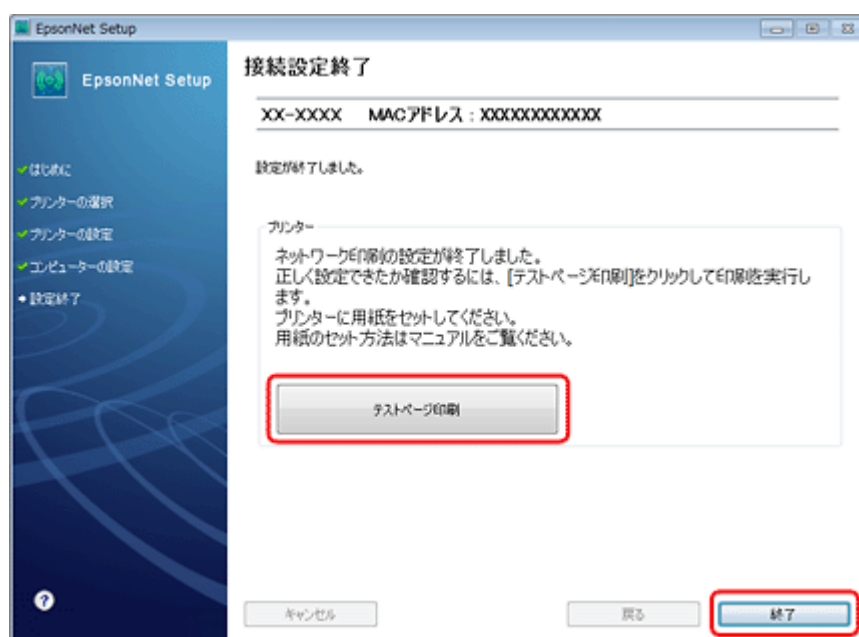 EpsonNet Setup
EpsonNet Setup
はじめに
プリンターの選択
プリンターの設定
コンピューターの設定
設定終了
接続設定終了
XX-XXXX MACアドレス : XXXXXXXXXXXX
設定が終了しました。
プリンター
ネットワーク印刷の設定が終了しました。
正しく設定できたか確認するには、[テストページ印刷]をクリックして印刷を実行し
ます。
プリンターに用紙をセットしてください。
用紙のセット方法はマニュアルをご覧ください。
テストページ印刷
?
キャンセル
戻る
終了